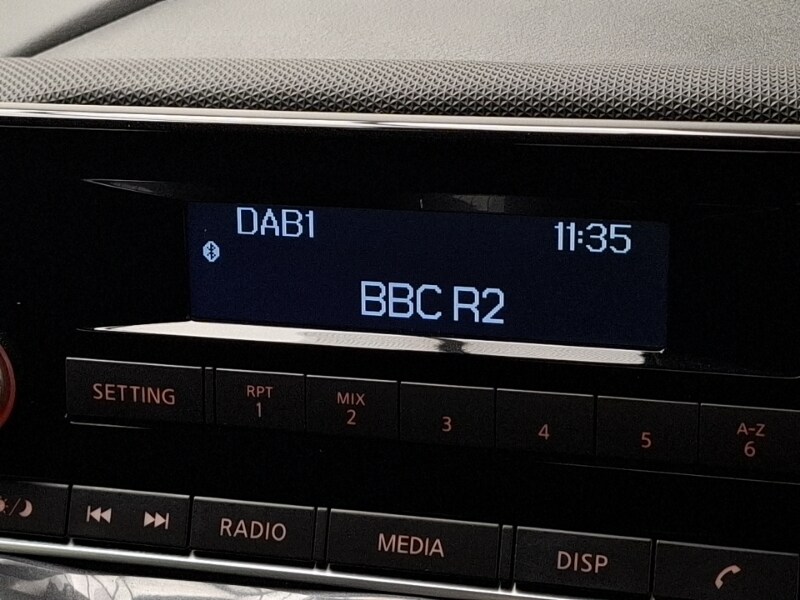 DAB1 11:35
BBC R2
SETTING RPT 1 MIX 2 3 4 5 A-Z 6
RADIO MEDIA DISP